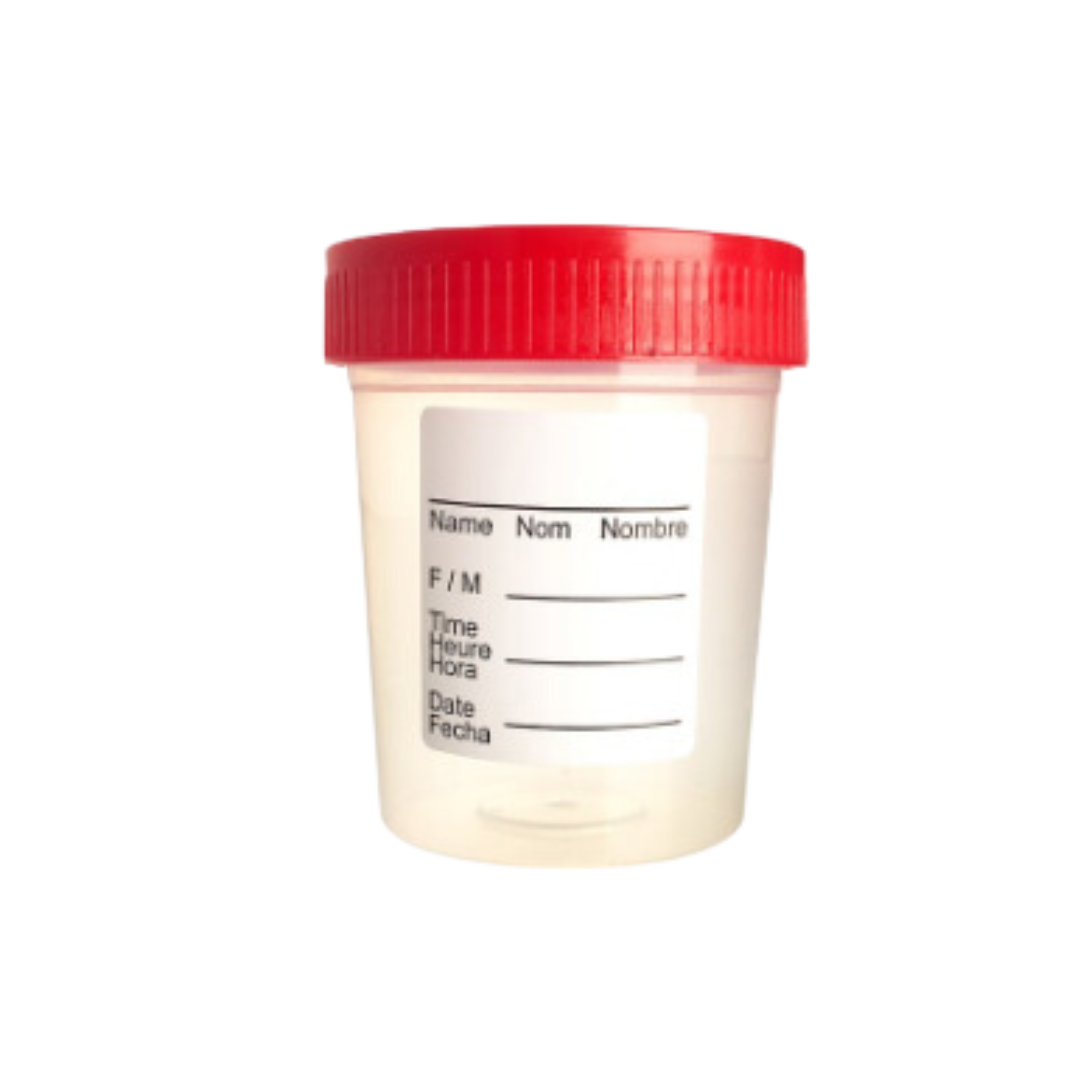 Name Nom Nombre
F / M
Time
Heure
Hora
Date
Fecha